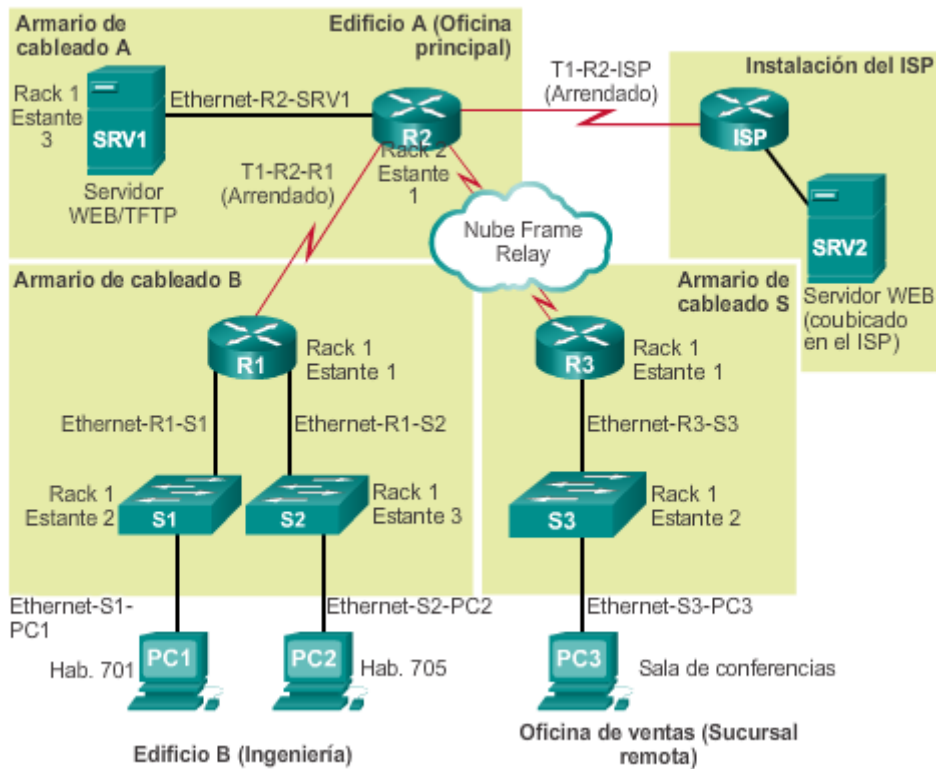 Armario de
cableado A
Edificio A (Oficina
principal)
Rack 1
Estante
3
SRV1
Ethernet-R2-SRV1
R2
Rack 2
Estante
1
Servidor
WEB/TFTP
T1-R2-R1
(Arrendado)
T1-R2-ISP
(Arrendado)
Instalación del ISP
ISP
SRV2
Servidor WEB
(coubicado
en el ISP)
Nube Frame
Relay
Armario de cableado B
R1
Rack 1
Estante 1
Ethernet-R1-S1
Ethernet-R1-S2
Rack 1
Estante 2
S1
S2
Rack 1
Estante 3
Ethernet-S1-
PC1
Ethernet-S2-PC2
Hab. 701
PC1
PC2
Hab. 705
Edificio B (Ingeniería)
Armario de
cableado S
R3
Rack 1
Estante 1
Ethernet-R3-S3
S3
Rack 1
Estante 2
Ethernet-S3-PC3
PC3
Sala de conferencias
Oficina de ventas (Sucursal
remota)